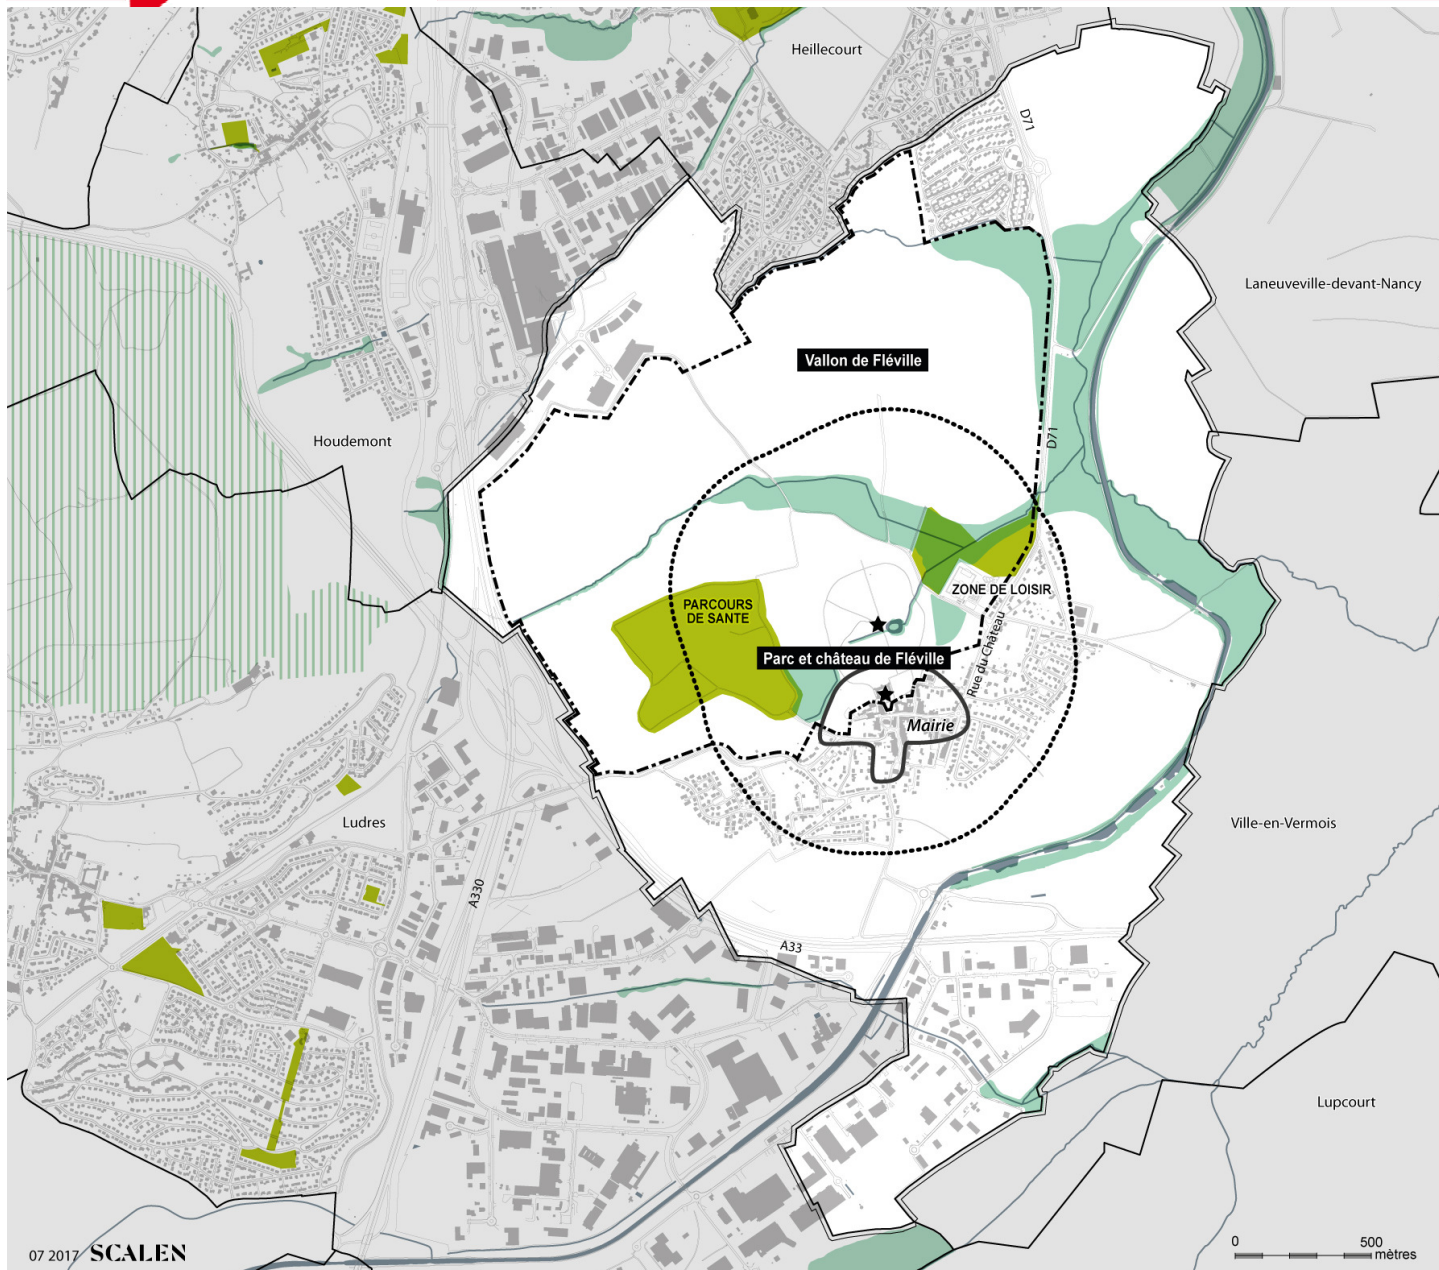 Heillecourt
D71
Laneuveville-devant-Nancy
Vallon de Fléville
Houdemont
D71
ZONE DE LOISIR
PARCOURS
DE SANTE
Rue du Château
Parc et château de Fléville
Mairie
Ludres
Ville-en-Vermois
A330
A33
Lupcourt
07 2017 SCALEN
0 500
mètres